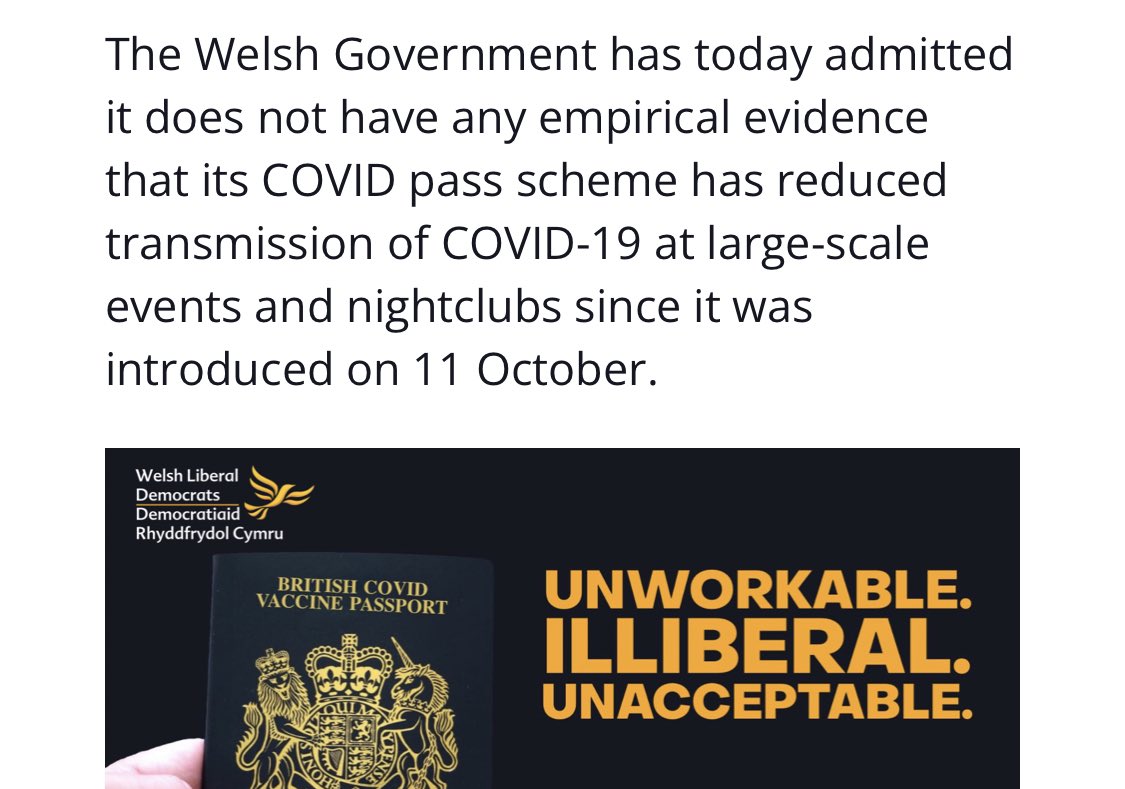 The Welsh Government has today admitted
it does not have any empirical evidence
that its COVID pass scheme has reduced
transmission of COVID-19 at large-scale
events and nightclubs since it was
introduced on 11 October.
Welsh Liberal
Democrats
Democratiaid
Rhyddfrydol Cymru
BRITISH COVID
VACCINE PASSPORT
UNWORKABLE.
ILLIBERAL.
UNACCEPTABLE.